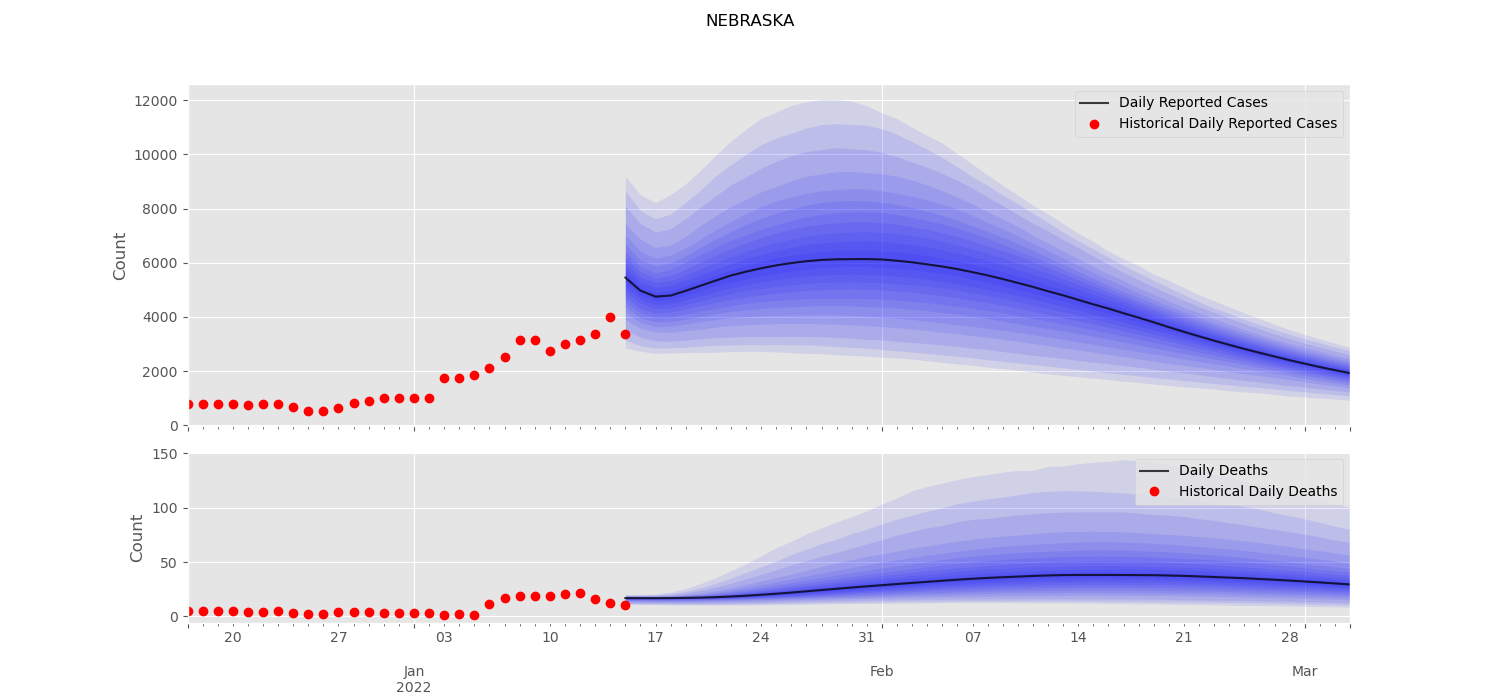 NEBRASKA
12000
10000
8000
6000
4000
2000
0
Count
Daily Reported Cases
Historical Daily Reported Cases
150
100
50
0
Count
Daily Deaths
Historical Daily Deaths
20 27 03 10 17 24 31 07 14 21 28
Jan Feb Mar
2022